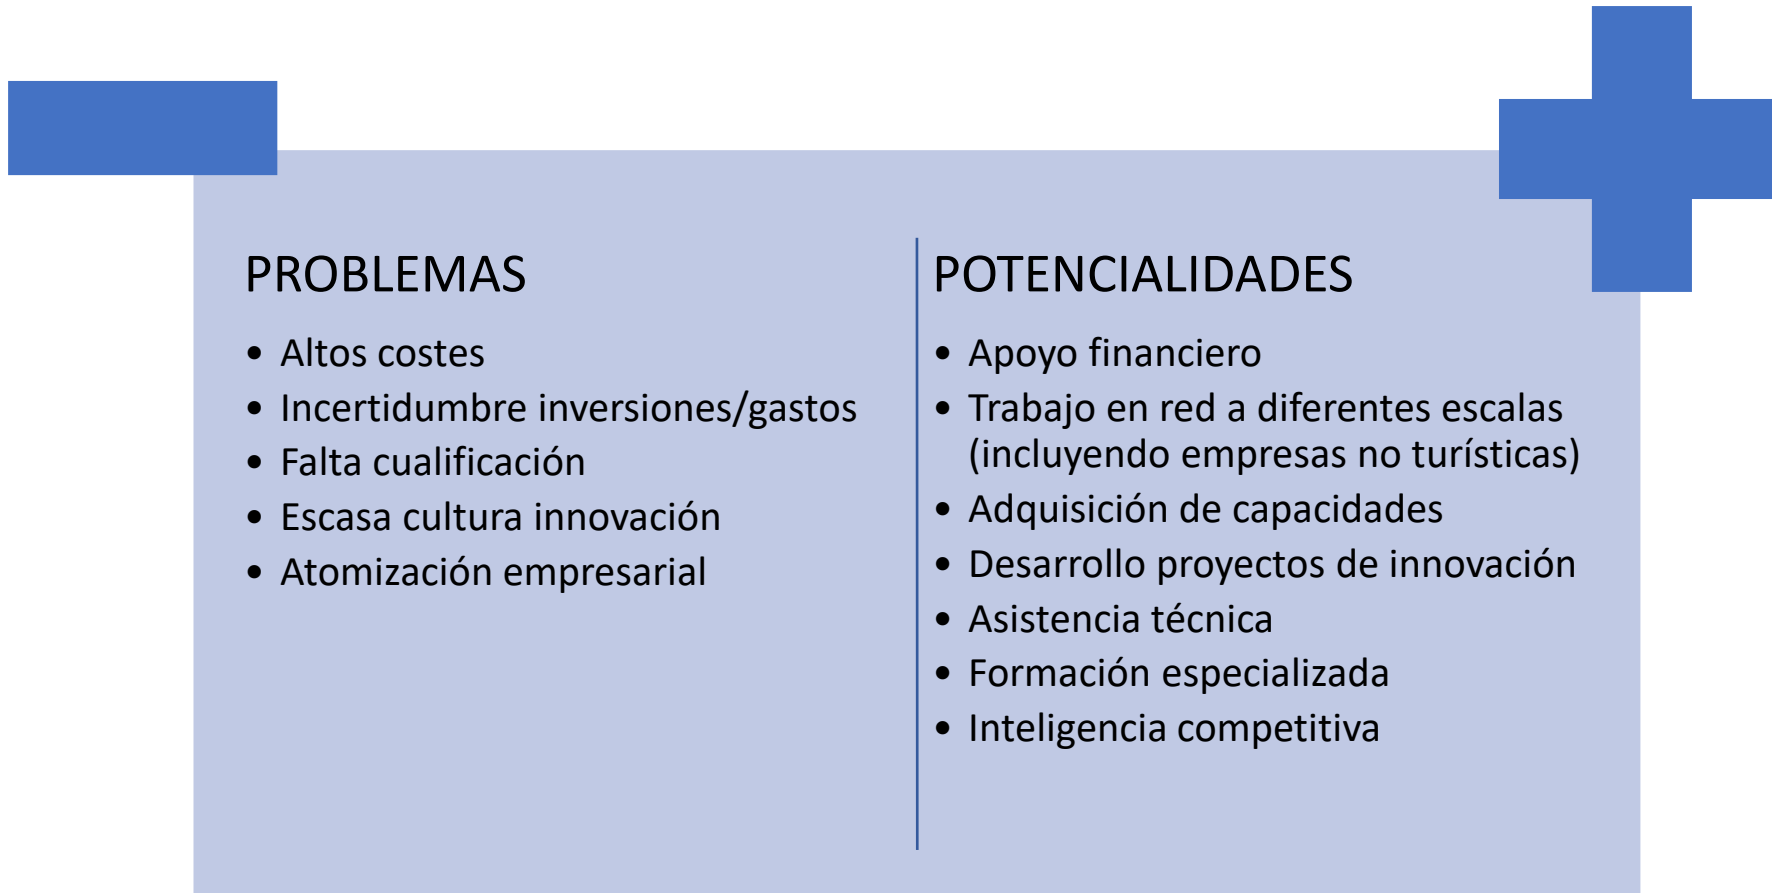 PROBLEMAS
• Altos costes
• Incertidumbre inversiones/gastos
• Falta cualificación
• Escasa cultura innovación
• Atomización empresarial
POTENCIALIDADES
• Apoyo financiero
• Trabajo en red a diferentes escalas
(incluyendo empresas no turísticas)
• Adquisición de capacidades
• Desarrollo proyectos de innovación
• Asistencia técnica
• Formación especializada
• Inteligencia competitiva